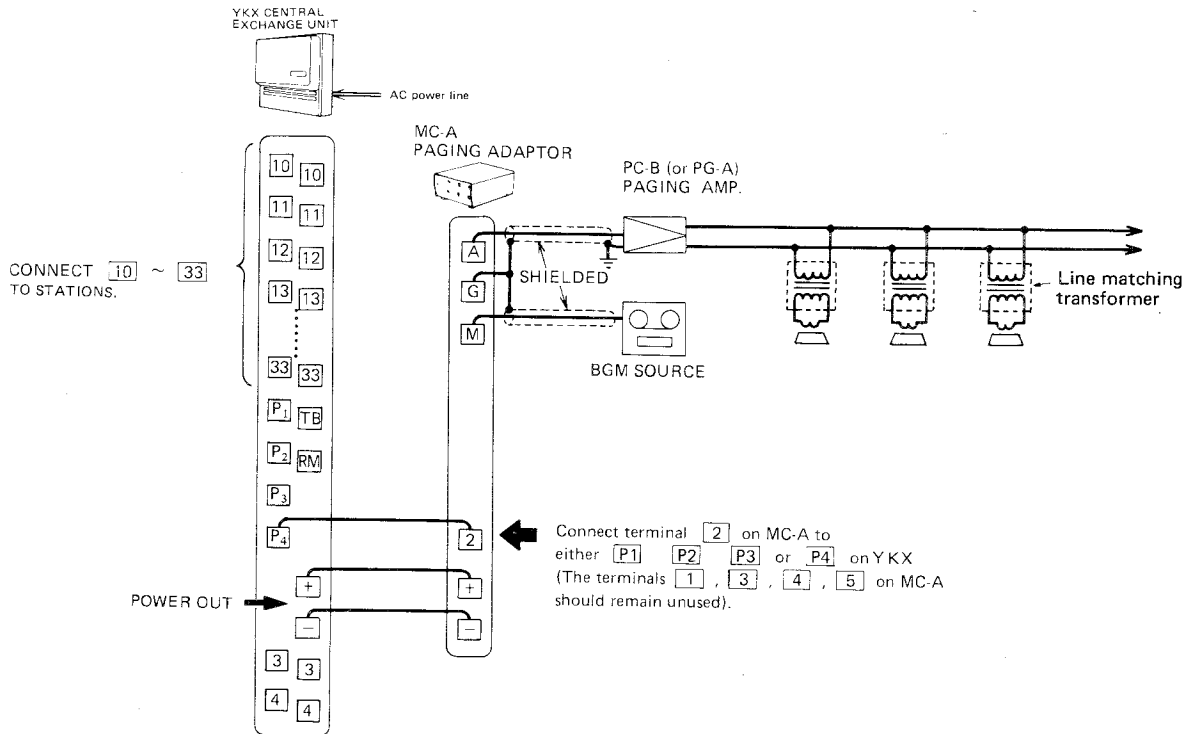 YKX CENTRAL
EXCHANGE UNIT
AC power line
MC-A
PAGING ADAPTOR
PC-B (or PG-A)
PAGING AMP.
10 10
11 11
12 12
13 13
33 33
CONNECT 10 ~ 33
TO STATIONS.
P1 TB
P2 RM
P3
P4
+
POWER OUT
−
3 3
4 4
A
G
M
SHIELDED
BGM SOURCE
Line matching
transformer
2
+
−
Connect terminal 2 on MC-A to
either P1 P2 P3 or P4 on YKX
(The terminals 1 , 3 , 4 , 5 on MC-A
should remain unused).